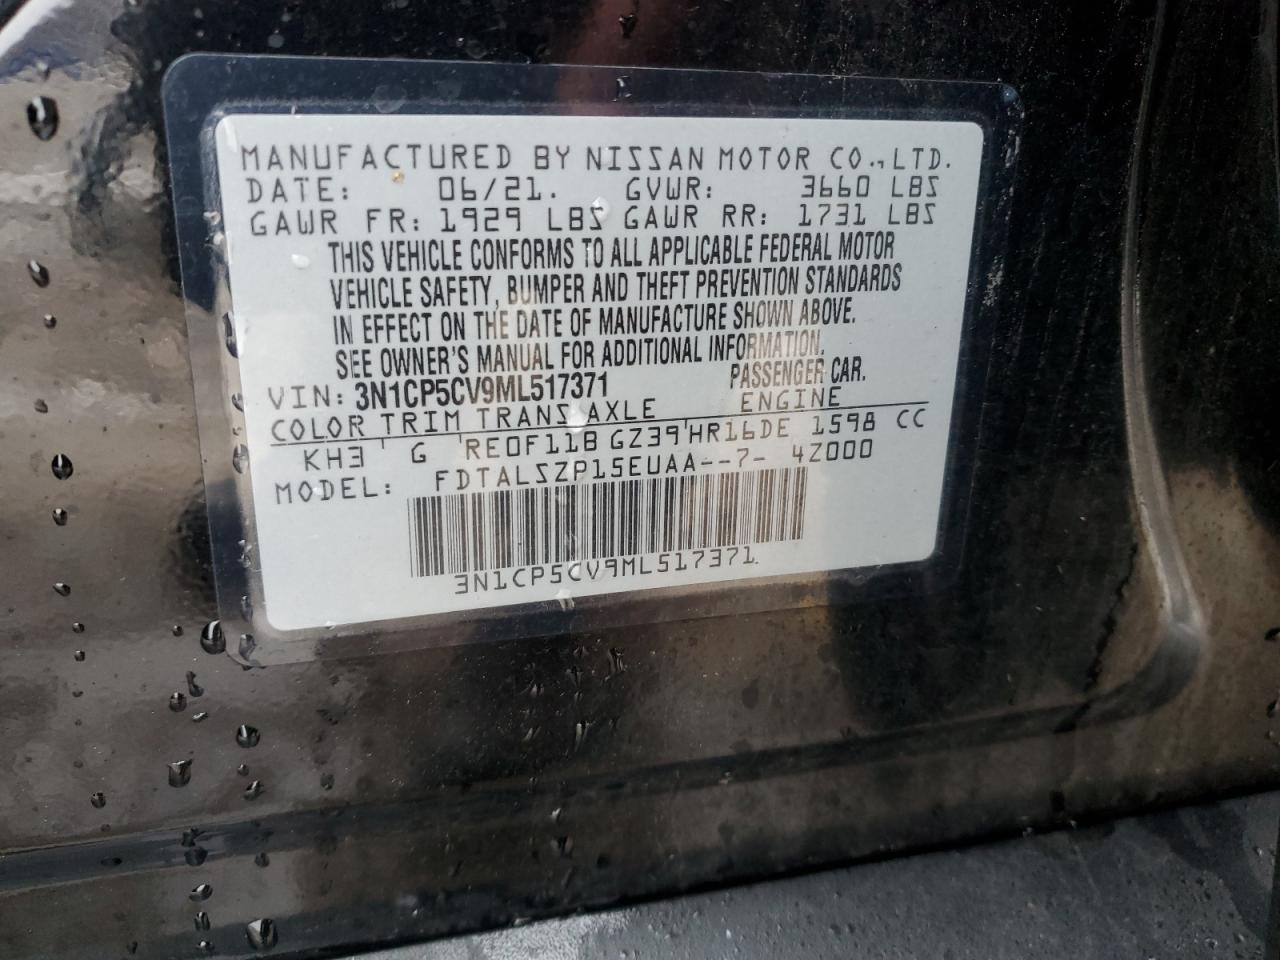 MANUFACTURED BY NISSAN MOTOR CO., LTD.
DATE: 06/21. GVWR: 3660 LBS
GAWR FR: 1929 LBS GAWR RR: 1731 LBS
THIS VEHICLE CONFORMS TO ALL APPLICABLE FEDERAL MOTOR
VEHICLE SAFETY, BUMPER AND THEFT PREVENTION STANDARDS
IN EFFECT ON THE DATE OF MANUFACTURE SHOWN ABOVE.
SEE OWNER'S MANUAL FOR ADDITIONAL INFORMATION.
VIN: 3N1CP5CV9ML517371 PASSENGER CAR.
COLOR TRIM TRANS AXLE ENGINE
KH3 G RE0F11B GZ39 HR16DE 1598 CC
MODEL: FDTALSZP15EUAA--7- 4Z000
3N1CP5CV9ML517371